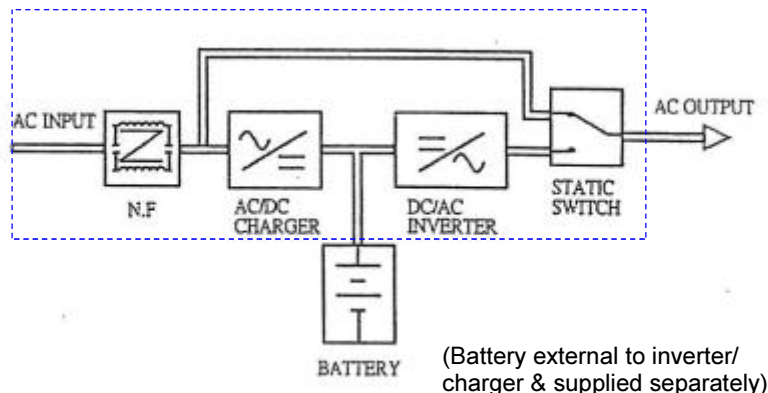 AC INPUT
AC OUTPUT
N.F
AC/DC
CHARGER
DC/AC
INVERTER
STATIC
SWITCH
BATTERY
(Battery external to inverter/
charger & supplied separately)